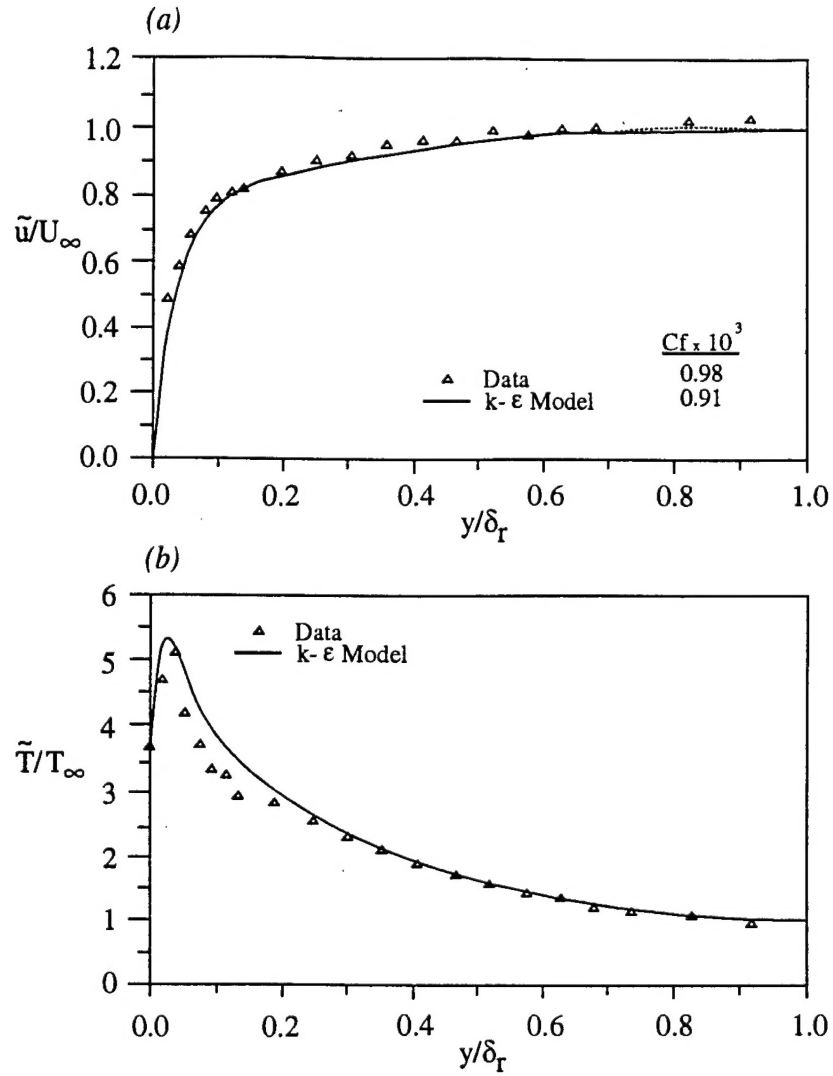 (a)
1.2
1.0
0.8
0.6
0.4
0.2
0.0
ũ/U∞
Cf x 10³
Data 0.98
k- ε Model 0.91
0.0 0.2 0.4 0.6 0.8 1.0
y/δr
(b)
6
5
4
3
2
1
0
T̃/T∞
Data
k- ε Model
0.0 0.2 0.4 0.6 0.8 1.0
y/δr